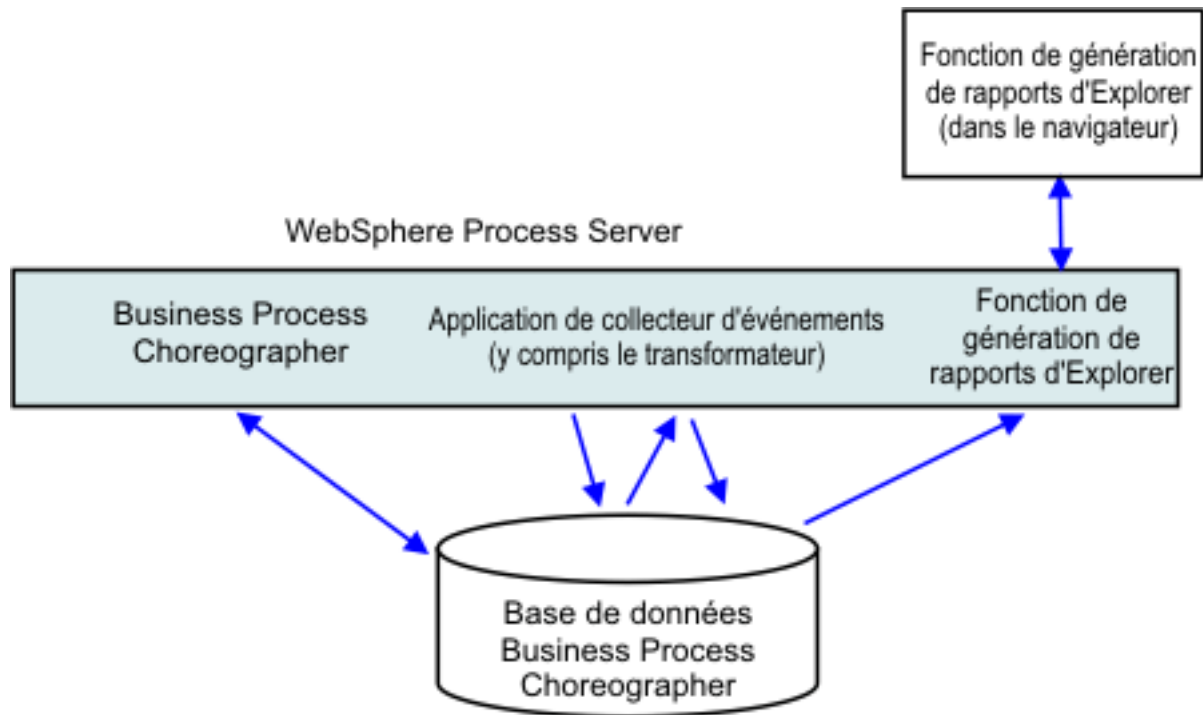 Fonction de génération
de rapports d'Explorer
(dans le navigateur)
WebSphere Process Server
Business Process
Choreographer
Application de collecteur d'événements
(y compris le transformateur)
Fonction de
génération de
rapports d'Explorer
Base de données
Business Process
Choreographer